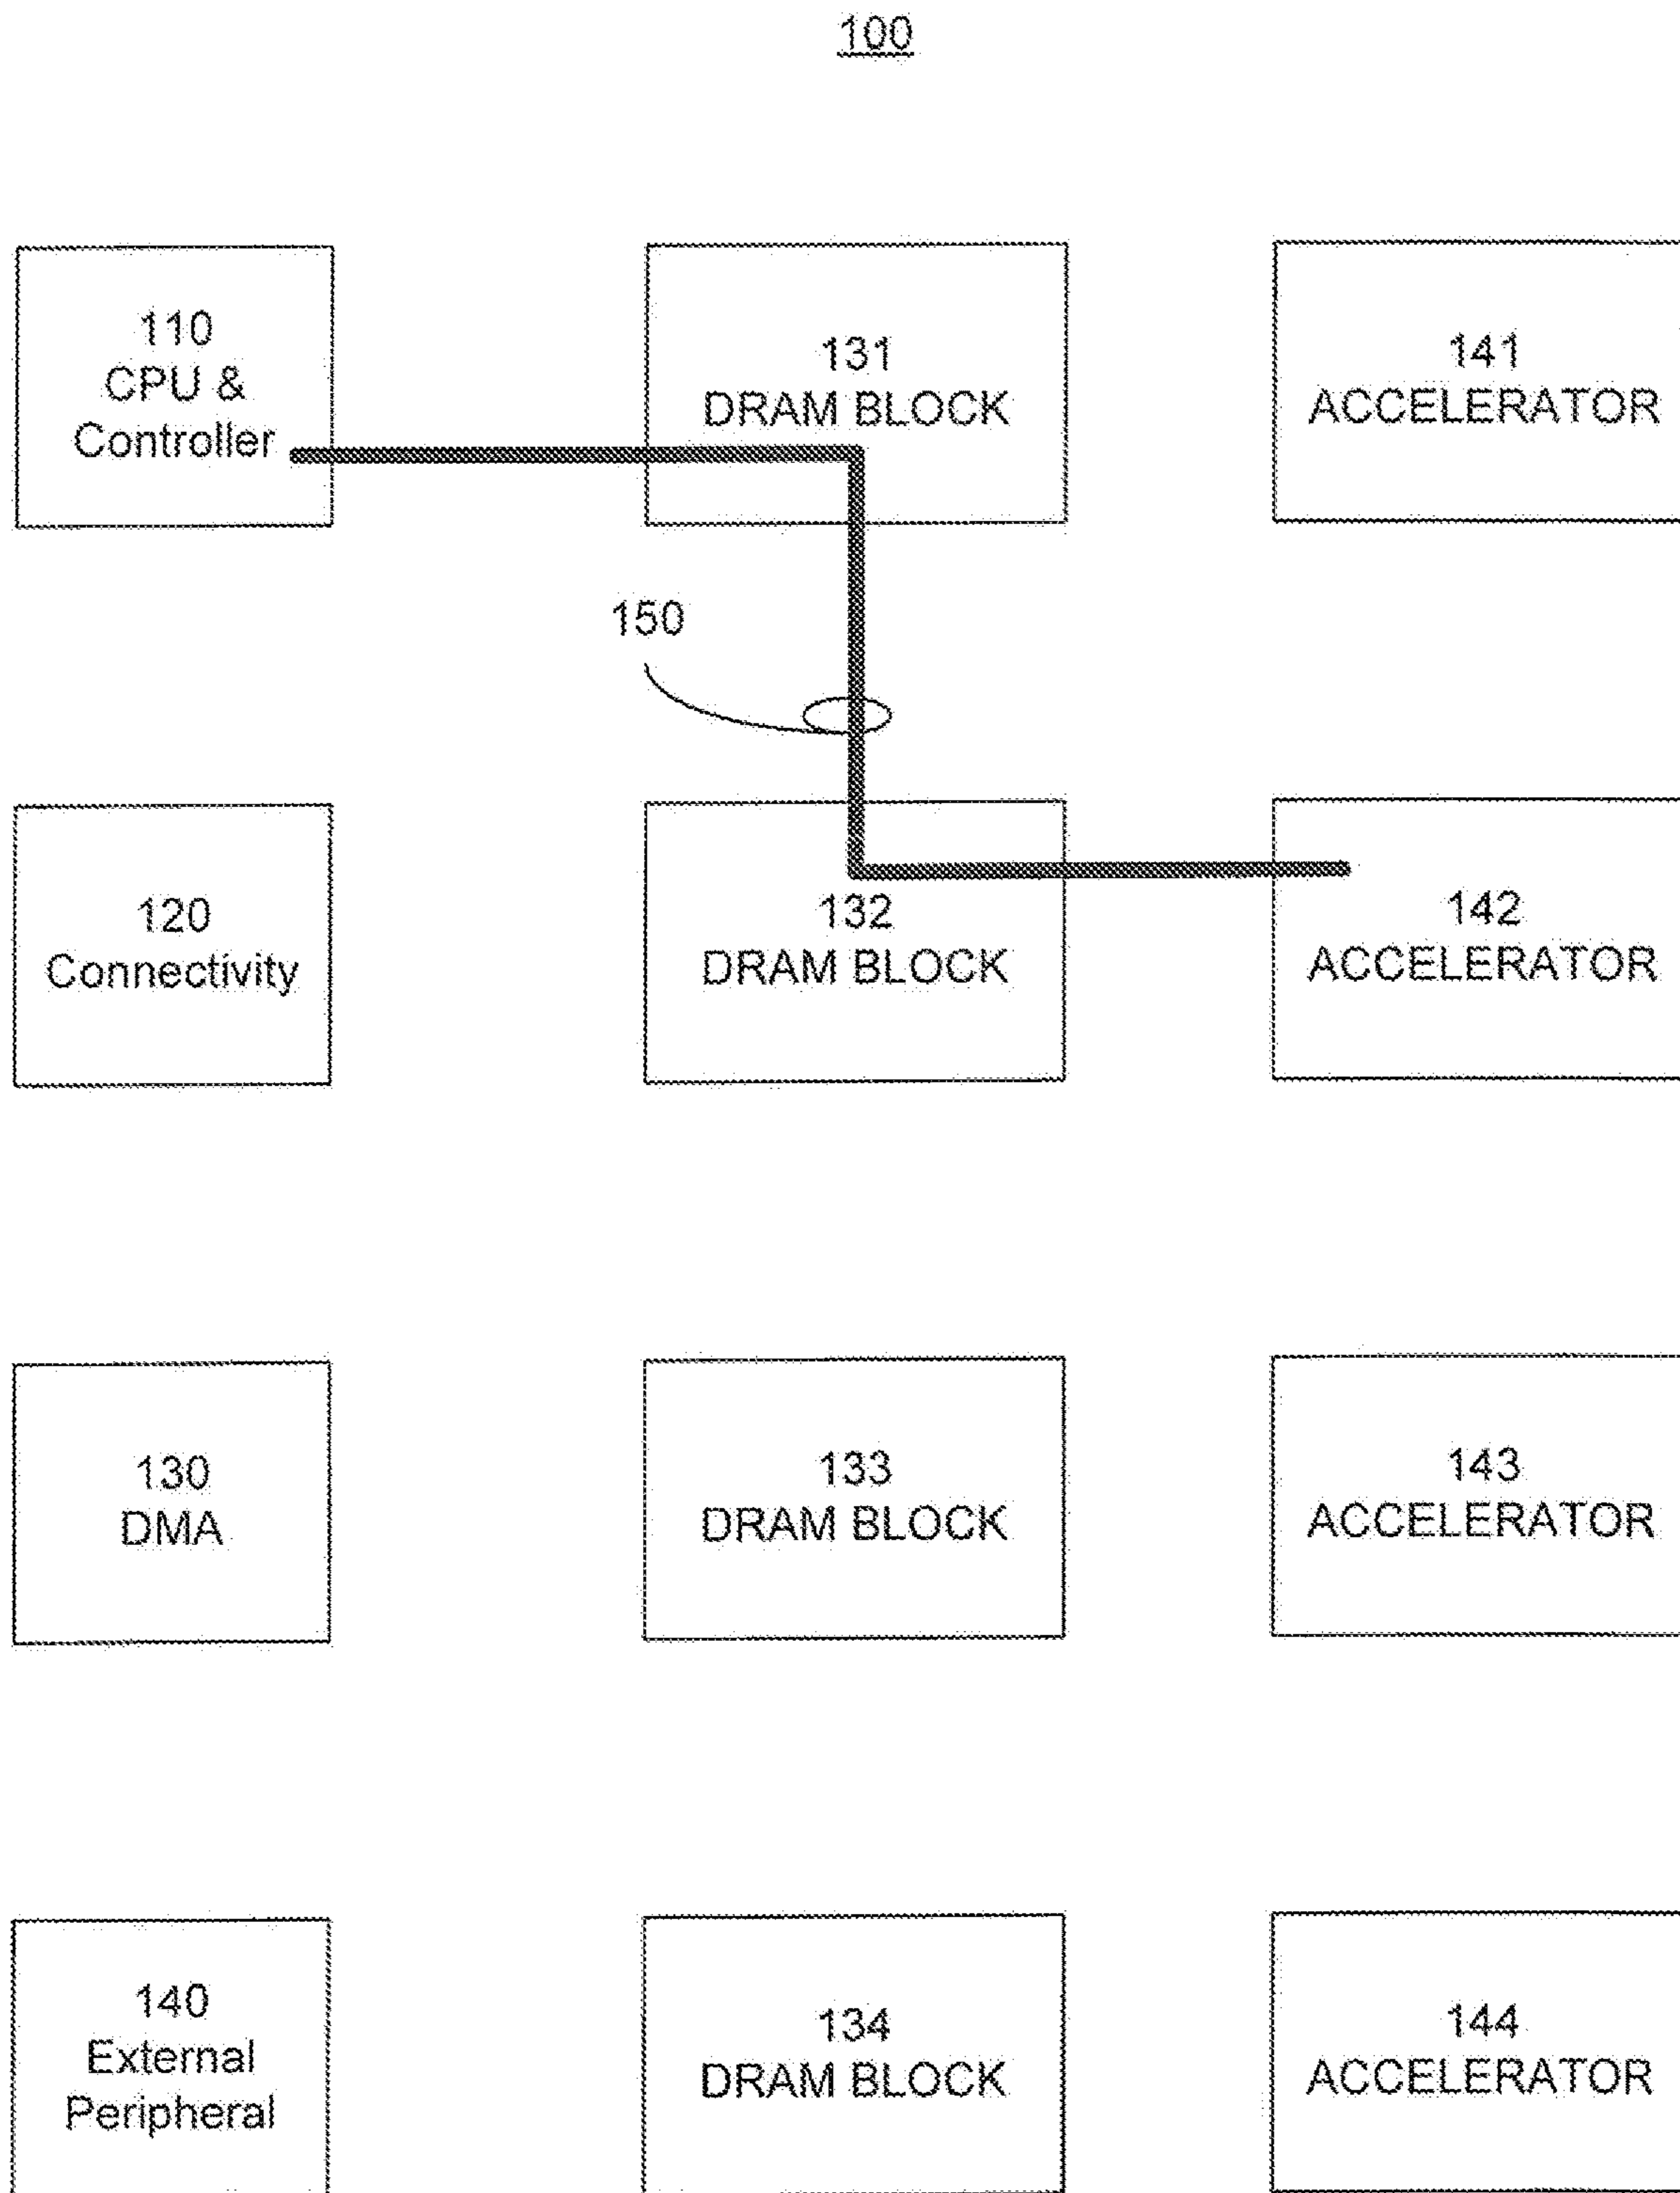 100
110
CPU &
Controller
131
DRAM BLOCK
141
ACCELERATOR
150
120
Connectivity
132
DRAM BLOCK
142
ACCELERATOR
130
DMA
133
DRAM BLOCK
143
ACCELERATOR
140
External
Peripheral
134
DRAM BLOCK
144
ACCELERATOR